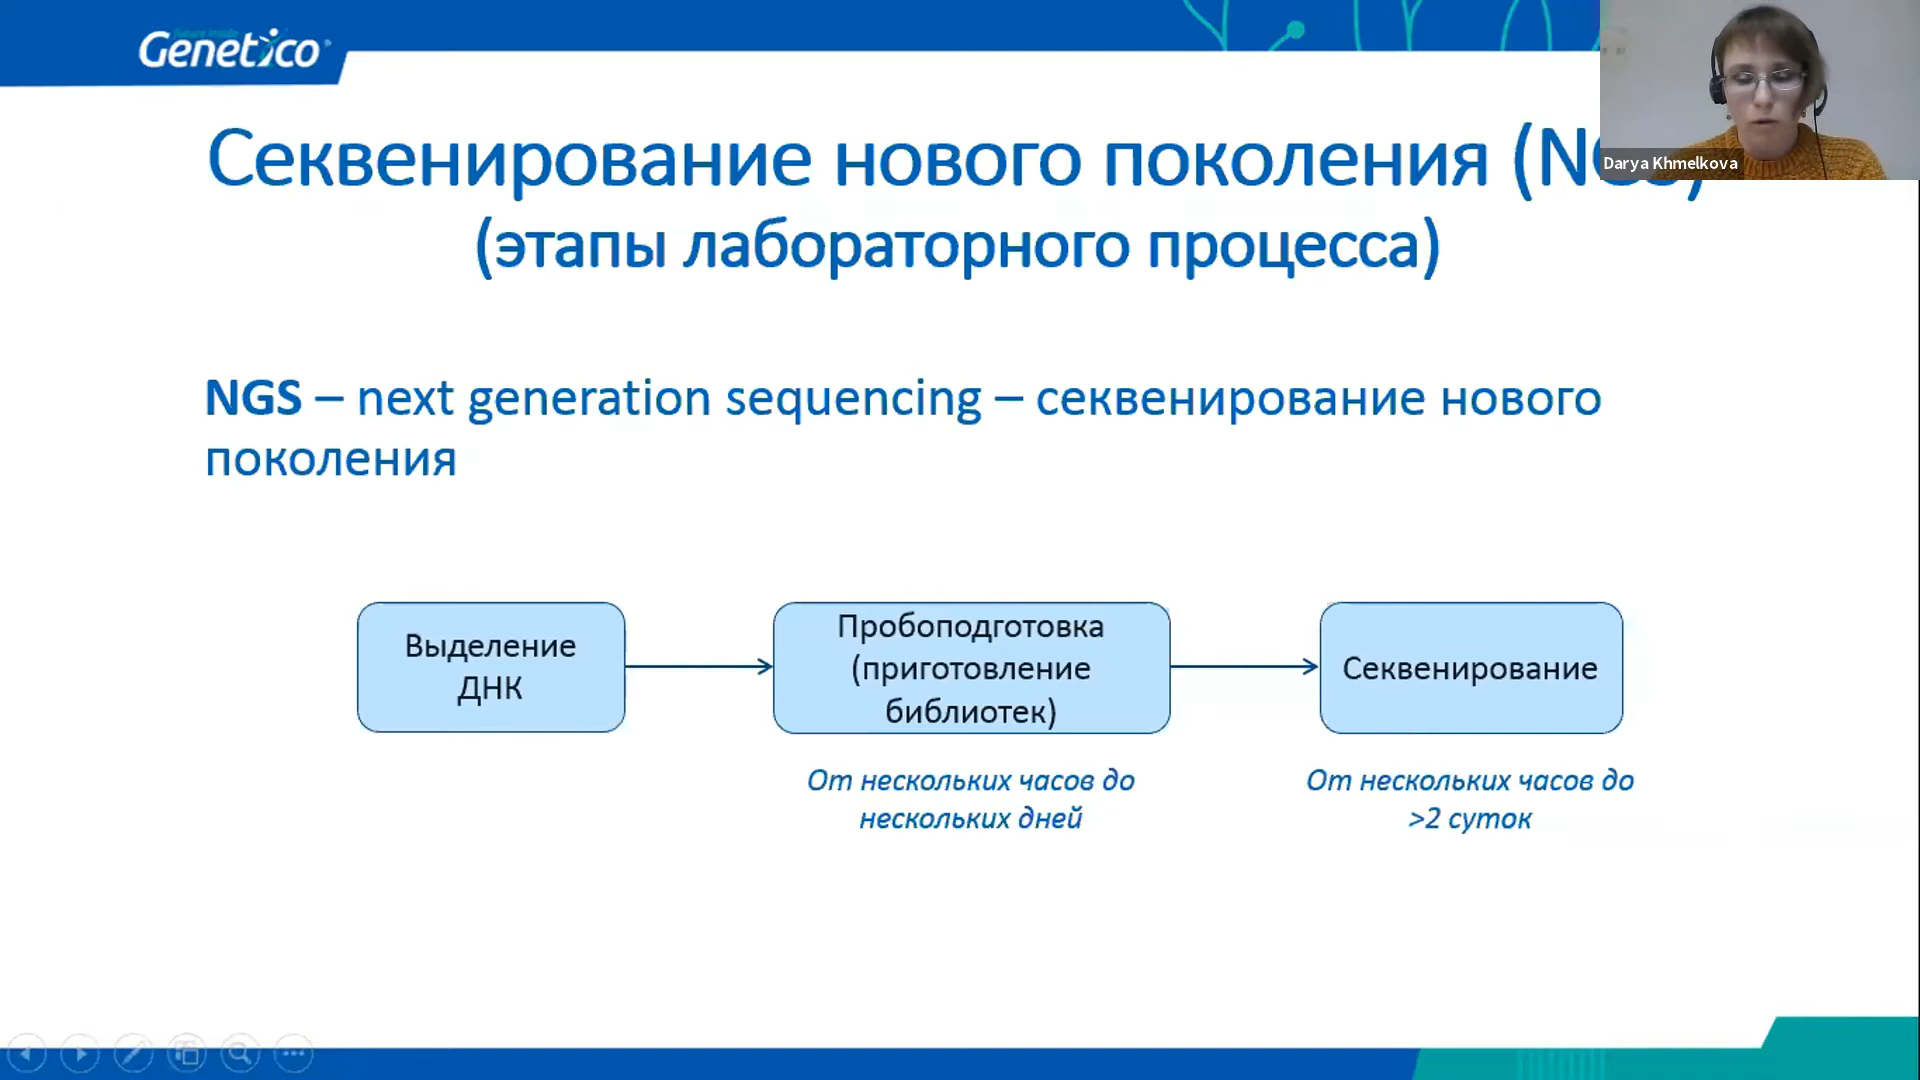 Genetico
Секвенирование нового поколения
(этапы лабораторного процесса)
Darya Khmelkova
NGS – next generation sequencing – секвенирование нового
поколения
Выделение
ДНК
Пробоподготовка
(приготовление
библиотек)
Секвенирование
От нескольких часов до
нескольких дней
От нескольких часов до
>2 суток